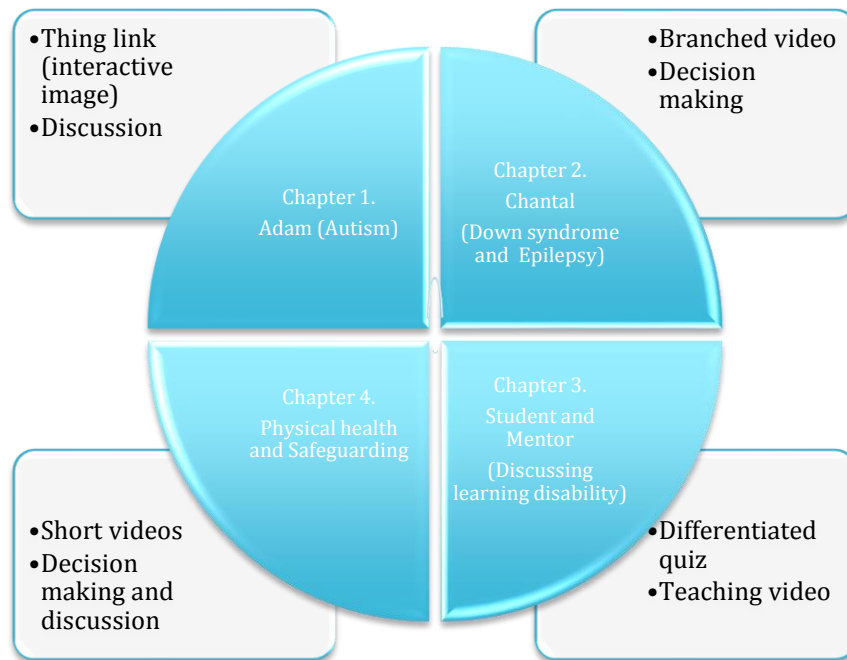 •Thing link
(interactive
image)
•Discussion
•Branched video
•Decision
making
Chapter 1.
Adam (Autism)
Chapter 2.
Chantal
(Down syndrome
and Epilepsy)
Chapter 4.
Physical health
and Safeguarding
Chapter 3.
Student and
Mentor
(Discussing
learning disability)
•Short videos
•Decision
making and
discussion
•Differentiated
quiz
•Teaching video